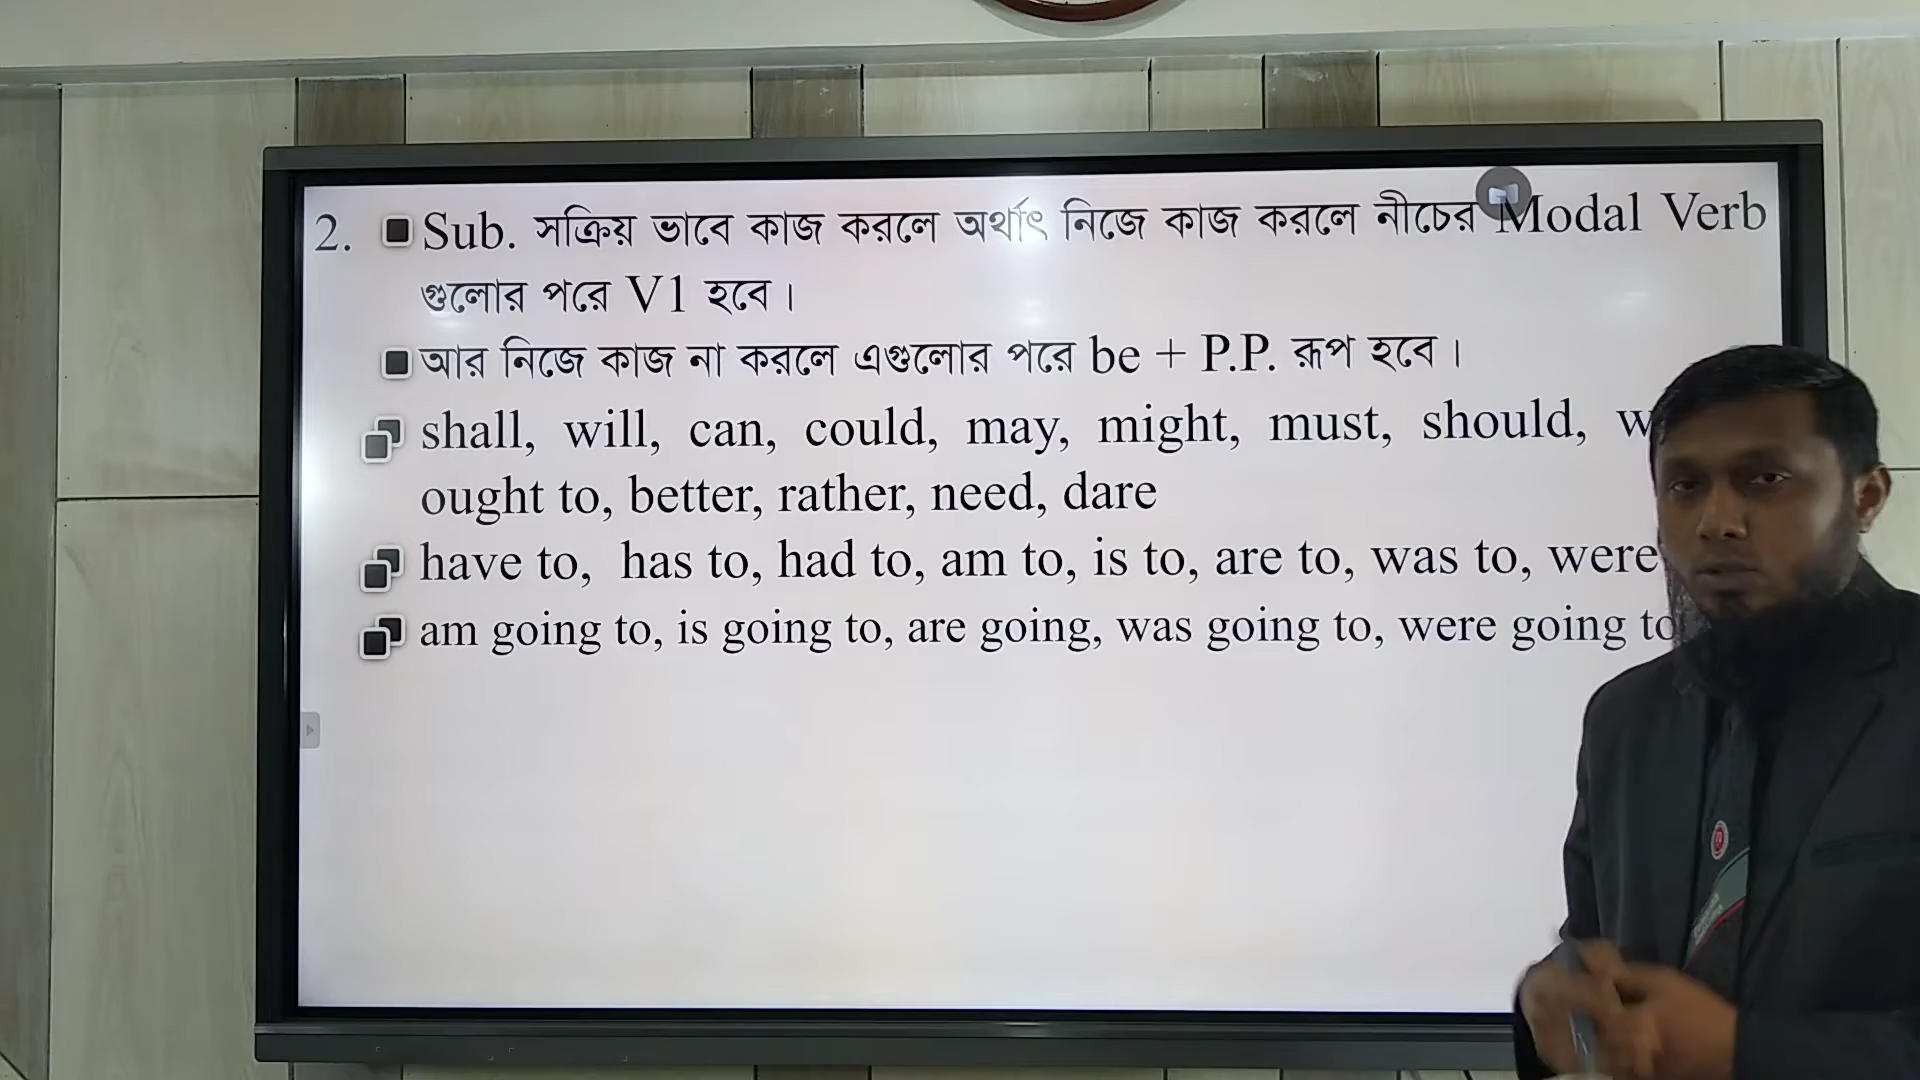 2. Sub. সক্রিয় ভাবে কাজ করলে অর্থাৎ নিজে কাজ করলে নীচের Modal Verb
গুলোর পরে V1 হবে।
আর নিজে কাজ না করলে এগুলোর পরে be + P.P. রূপ হবে।
shall, will, can, could, may, might, must, should,
ought to, better, rather, need, dare
have to, has to, had to, am to, is to, are to, was to, were
am going to, is going to, are going, was going to, were going to